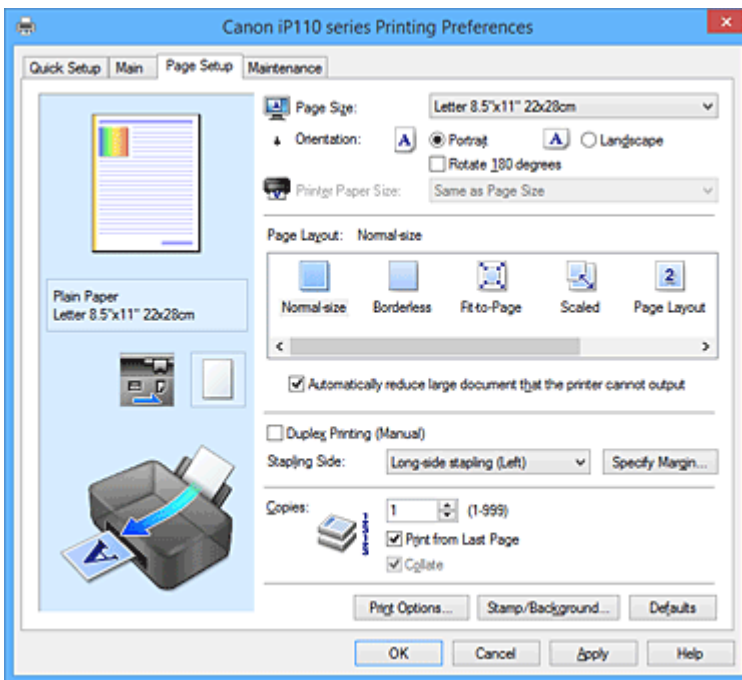 Canon iP110 series Printing Preferences
Quick Setup Main Page Setup Maintenance
Page Size: Letter 8.5"x11" 22x28cm
Orientation: A Portrait A Landscape
Rotate 180 degrees
Printer Paper Size: Same as Page Size
Page Layout: Normal-size
2
Normal-size Borderless Fit-to-Page Scaled Page Layout
Plain Paper
Letter 8.5"x11" 22x28cm
Automatically reduce large document that the printer cannot output
Duplex Printing (Manual)
Stapling Side: Long-side stapling (Left) Specify Margin...
Copies: 1 (1-999)
Print from Last Page
Collate
A
Print Options... Stamp/Background... Defaults
OK Cancel Apply Help